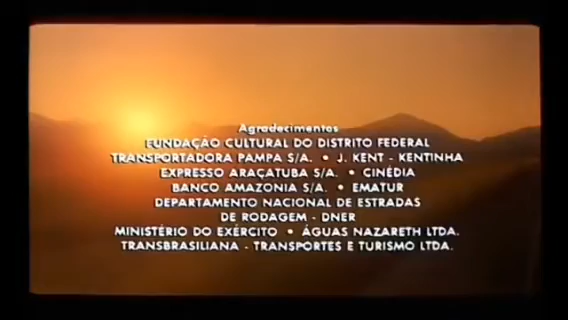 Agradecimentos
FUNDAÇÃO CULTURAL DO DISTRITO FEDERAL
TRANSPORTADORA PAMPA S/A. • J. KENT - KENTINHA
EXPRESSO ARAÇATUBA S/A. • CINÉDIA
BANCO AMAZONIA S/A. • EMATUR
DEPARTAMENTO NACIONAL DE ESTRADAS
DE RODAGEM - DNER
MINISTÉRIO DO EXÉRCITO • ÁGUAS NAZARETH LTDA.
TRANSBRASILIANA - TRANSPORTES E TURISMO LTDA.